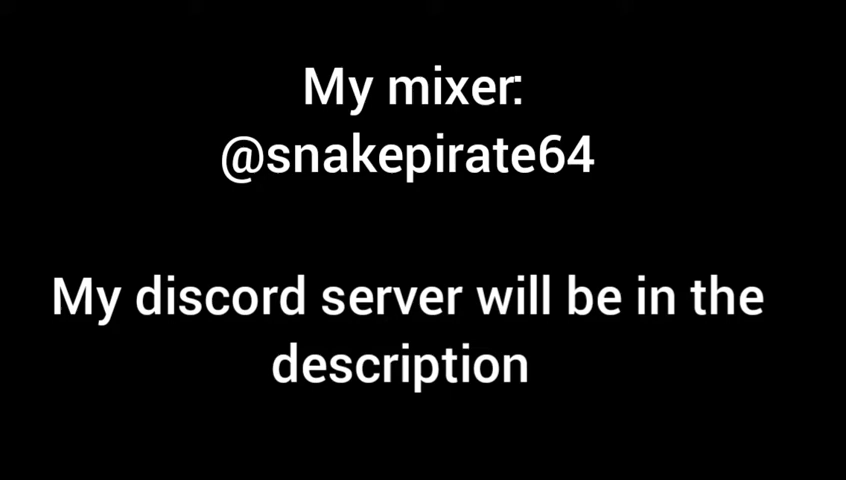 My mixer:
@snakepirate64
My discord server will be in the
description